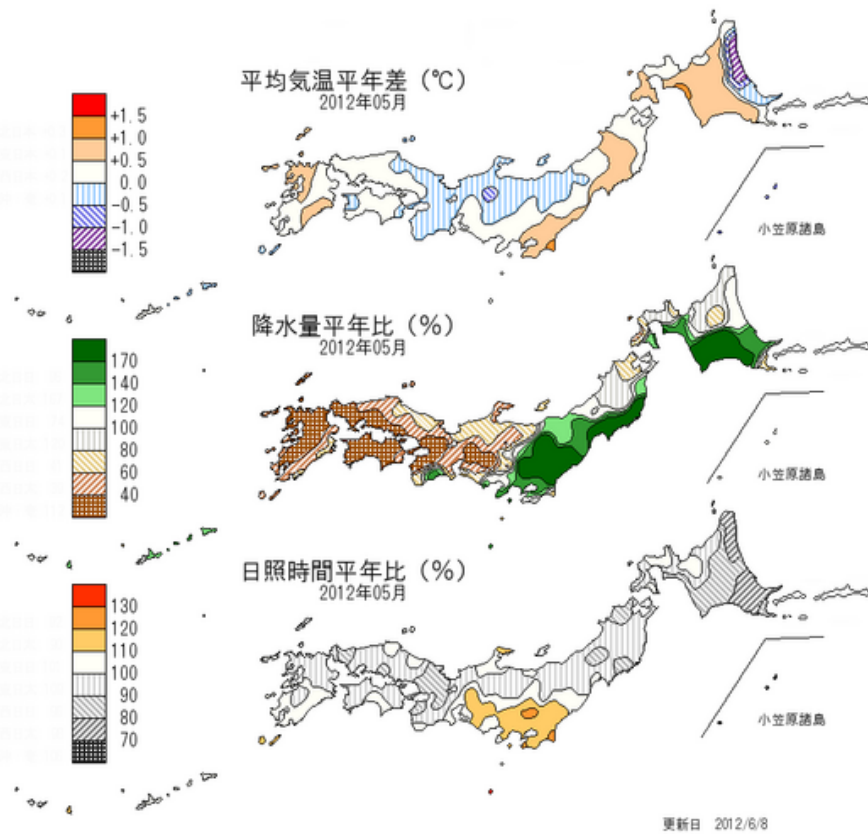 平均気温平年差（℃）
2012年05月
+1.5
+1.0
+0.5
0.0
-0.5
-1.0
-1.5
小笠原諸島
降水量平年比（%）
2012年05月
170
140
120
100
80
60
40
小笠原諸島
日照時間平年比（%）
2012年05月
130
120
110
100
90
80
70
小笠原諸島
更新日 2012/6/8